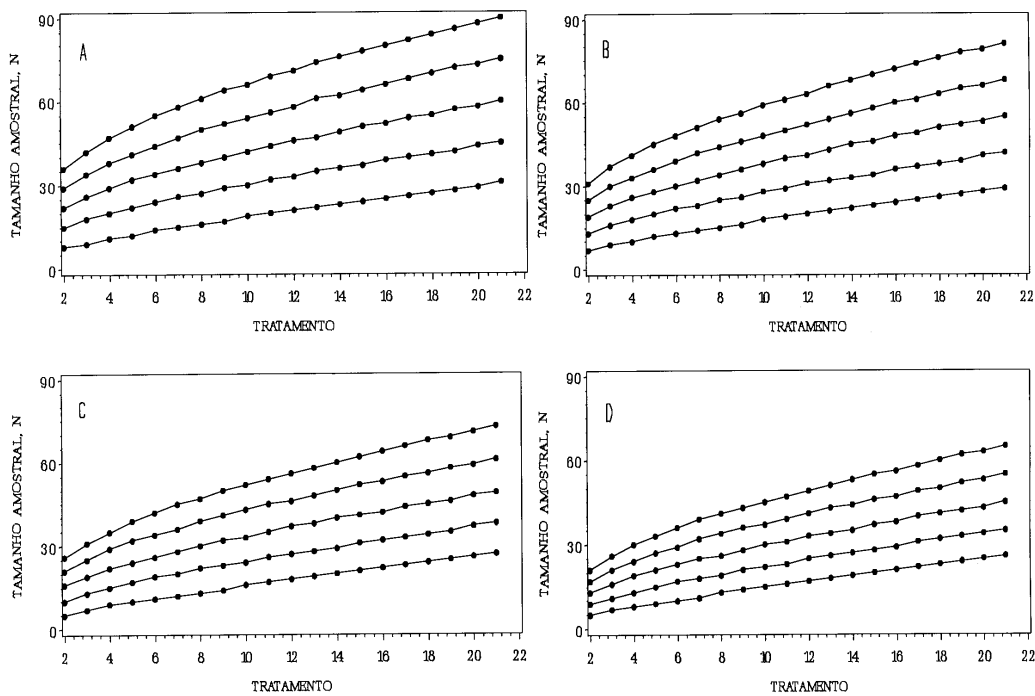 A
TAMANHO AMOSTRAL, N
90
60
30
0
2 4 6 8 10 12 14 16 18 20 22
TRATAMENTO
B
TAMANHO AMOSTRAL, N
90
60
30
0
2 4 6 8 10 12 14 16 18 20 22
TRATAMENTO
C
TAMANHO AMOSTRAL, N
90
60
30
0
2 4 6 8 10 12 14 16 18 20 22
TRATAMENTO
D
TAMANHO AMOSTRAL, N
90
60
30
0
2 4 6 8 10 12 14 16 18 20 22
TRATAMENTO